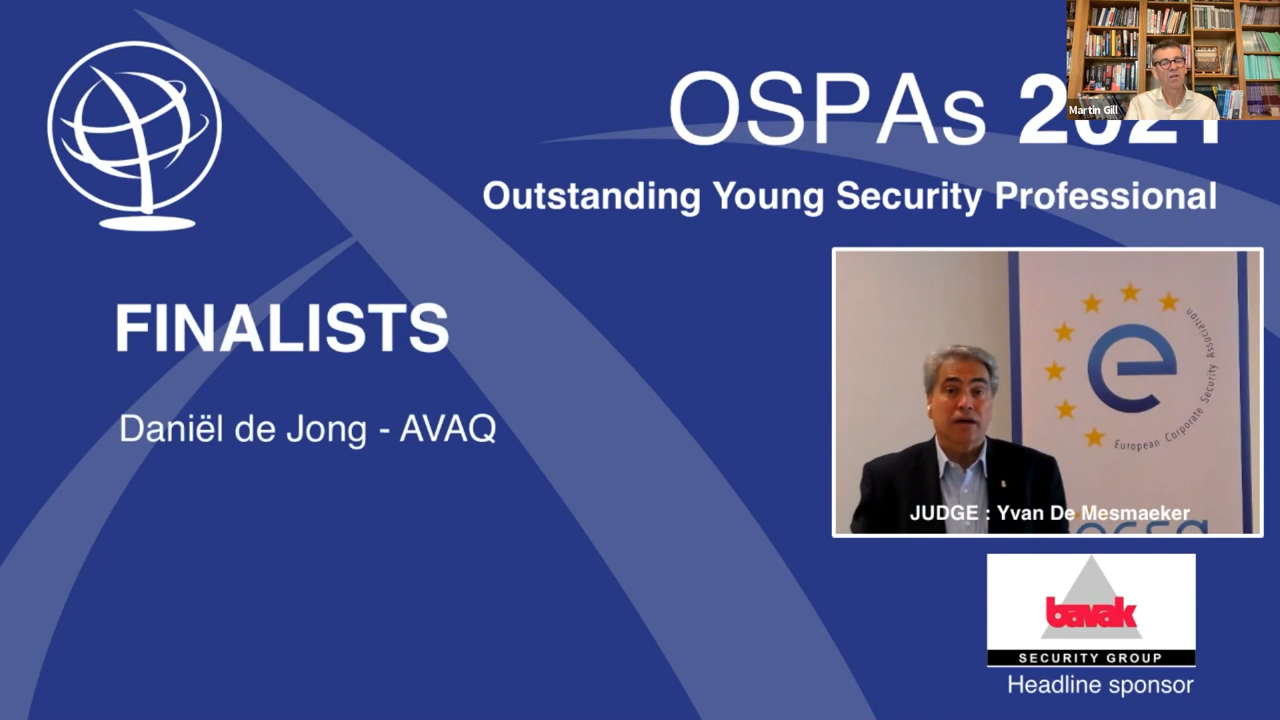 OSPAs 2021
Martin Gill
Outstanding Young Security Professional
FINALISTS
Daniël de Jong - AVAQ
European Corporate Security Association
e
JUDGE : Yvan De Mesmaeker
ecsa
bavak
SECURITY GROUP
Headline sponsor